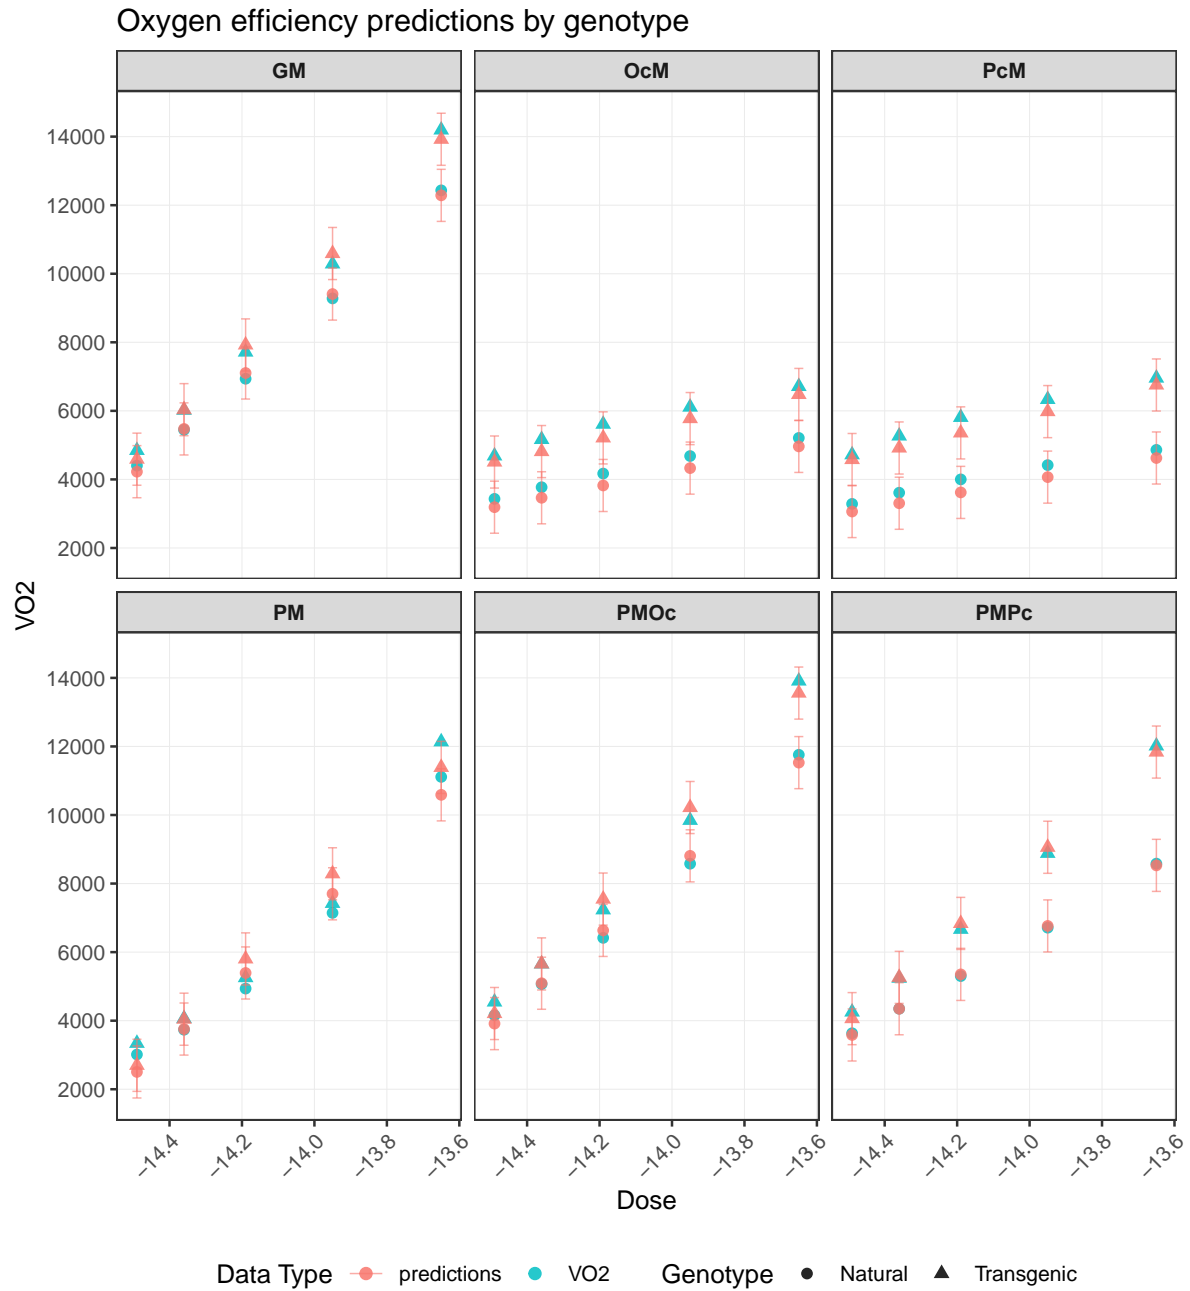 Oxygen efficiency predictions by genotype
GM OcM PcM
14000
12000
10000
8000
6000
4000
2000
VO2
PM PMOc PMPc
14000
12000
10000
8000
6000
4000
2000
−14.4 −14.2 −14.0 −13.8 −13.6 −14.4 −14.2 −14.0 −13.8 −13.6 −14.4 −14.2 −14.0 −13.8 −13.6
Dose
Data Type predictions VO2 Genotype Natural Transgenic